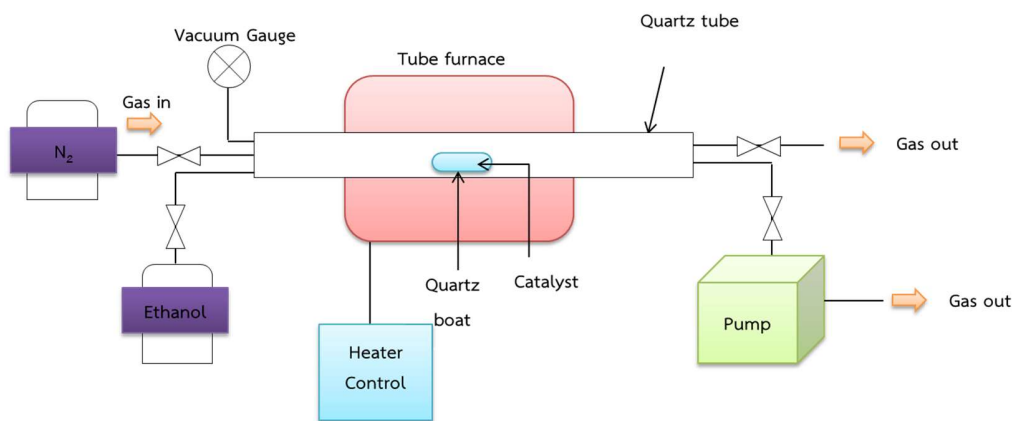 Quartz tube
Vacuum Gauge
Tube furnace
Gas in
N₂
Gas out
Ethanol
Quartz
boat
Catalyst
Gas out
Pump
Heater
Control